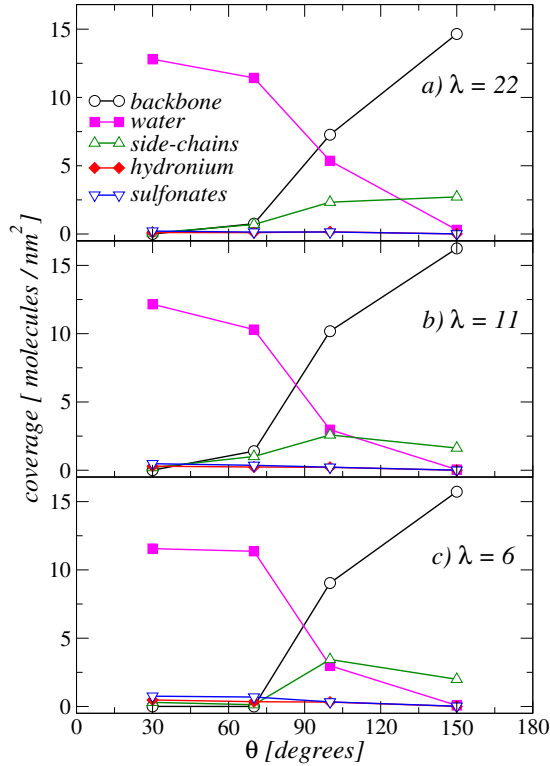 15
10
5
0
a) λ = 22
backbone
water
side-chains
hydronium
sulfonates
15
10
5
0
b) λ = 11
15
10
5
0
c) λ = 6
coverage [ molecules / nm²]
0 30 60 90 120 150 180
θ [degrees]